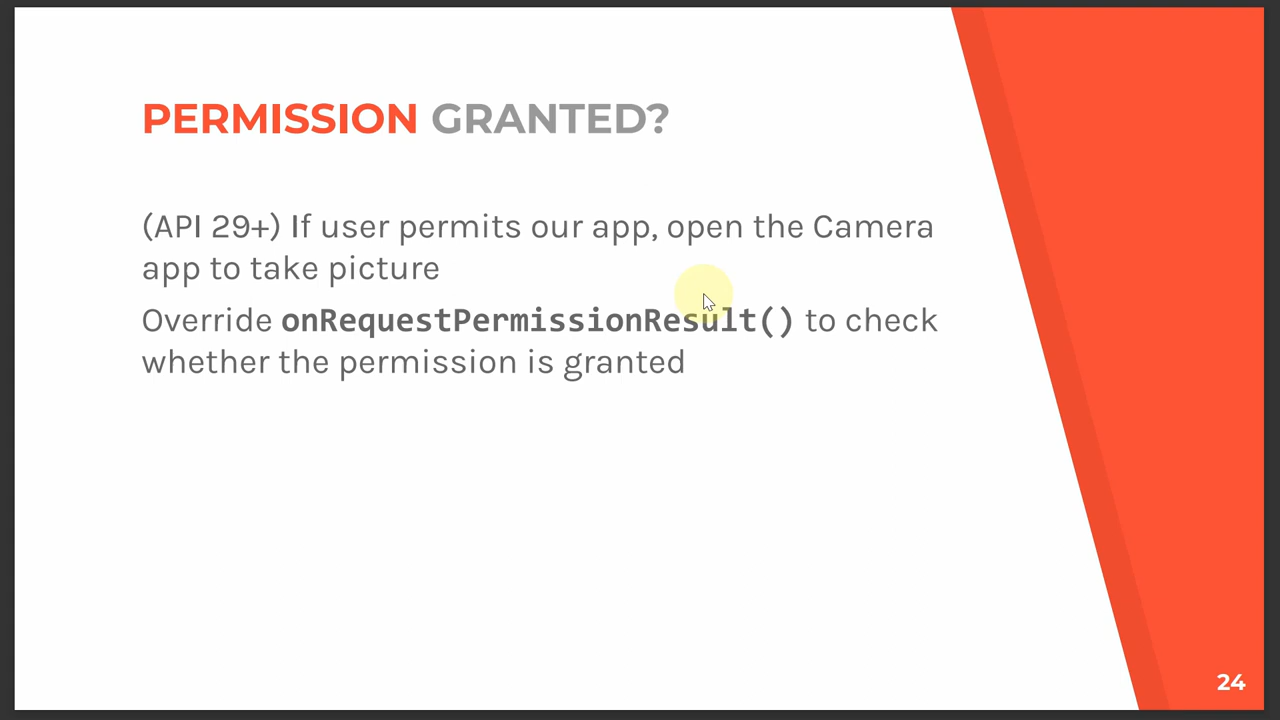 PERMISSION GRANTED?
(API 29+) If user permits our app, open the Camera
app to take picture
Override onRequestPermissionResult() to check
whether the permission is granted
24